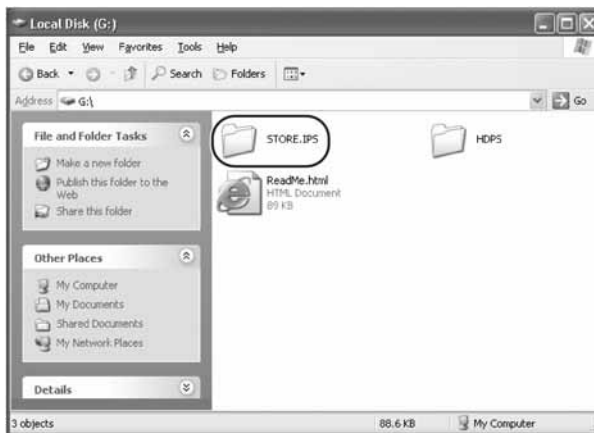 Local Disk (G:)
File Edit View Favorites Tools Help
Back Search Folders
Address G:\ Go
File and Folder Tasks
Make a new folder
Publish this folder to the
Web
Share this folder
Other Places
My Computer
My Documents
Shared Documents
My Network Places
Details
STORE.IPS
HDPS
ReadMe.html
HTML Document
89 KB
3 objects 88.6 KB My Computer